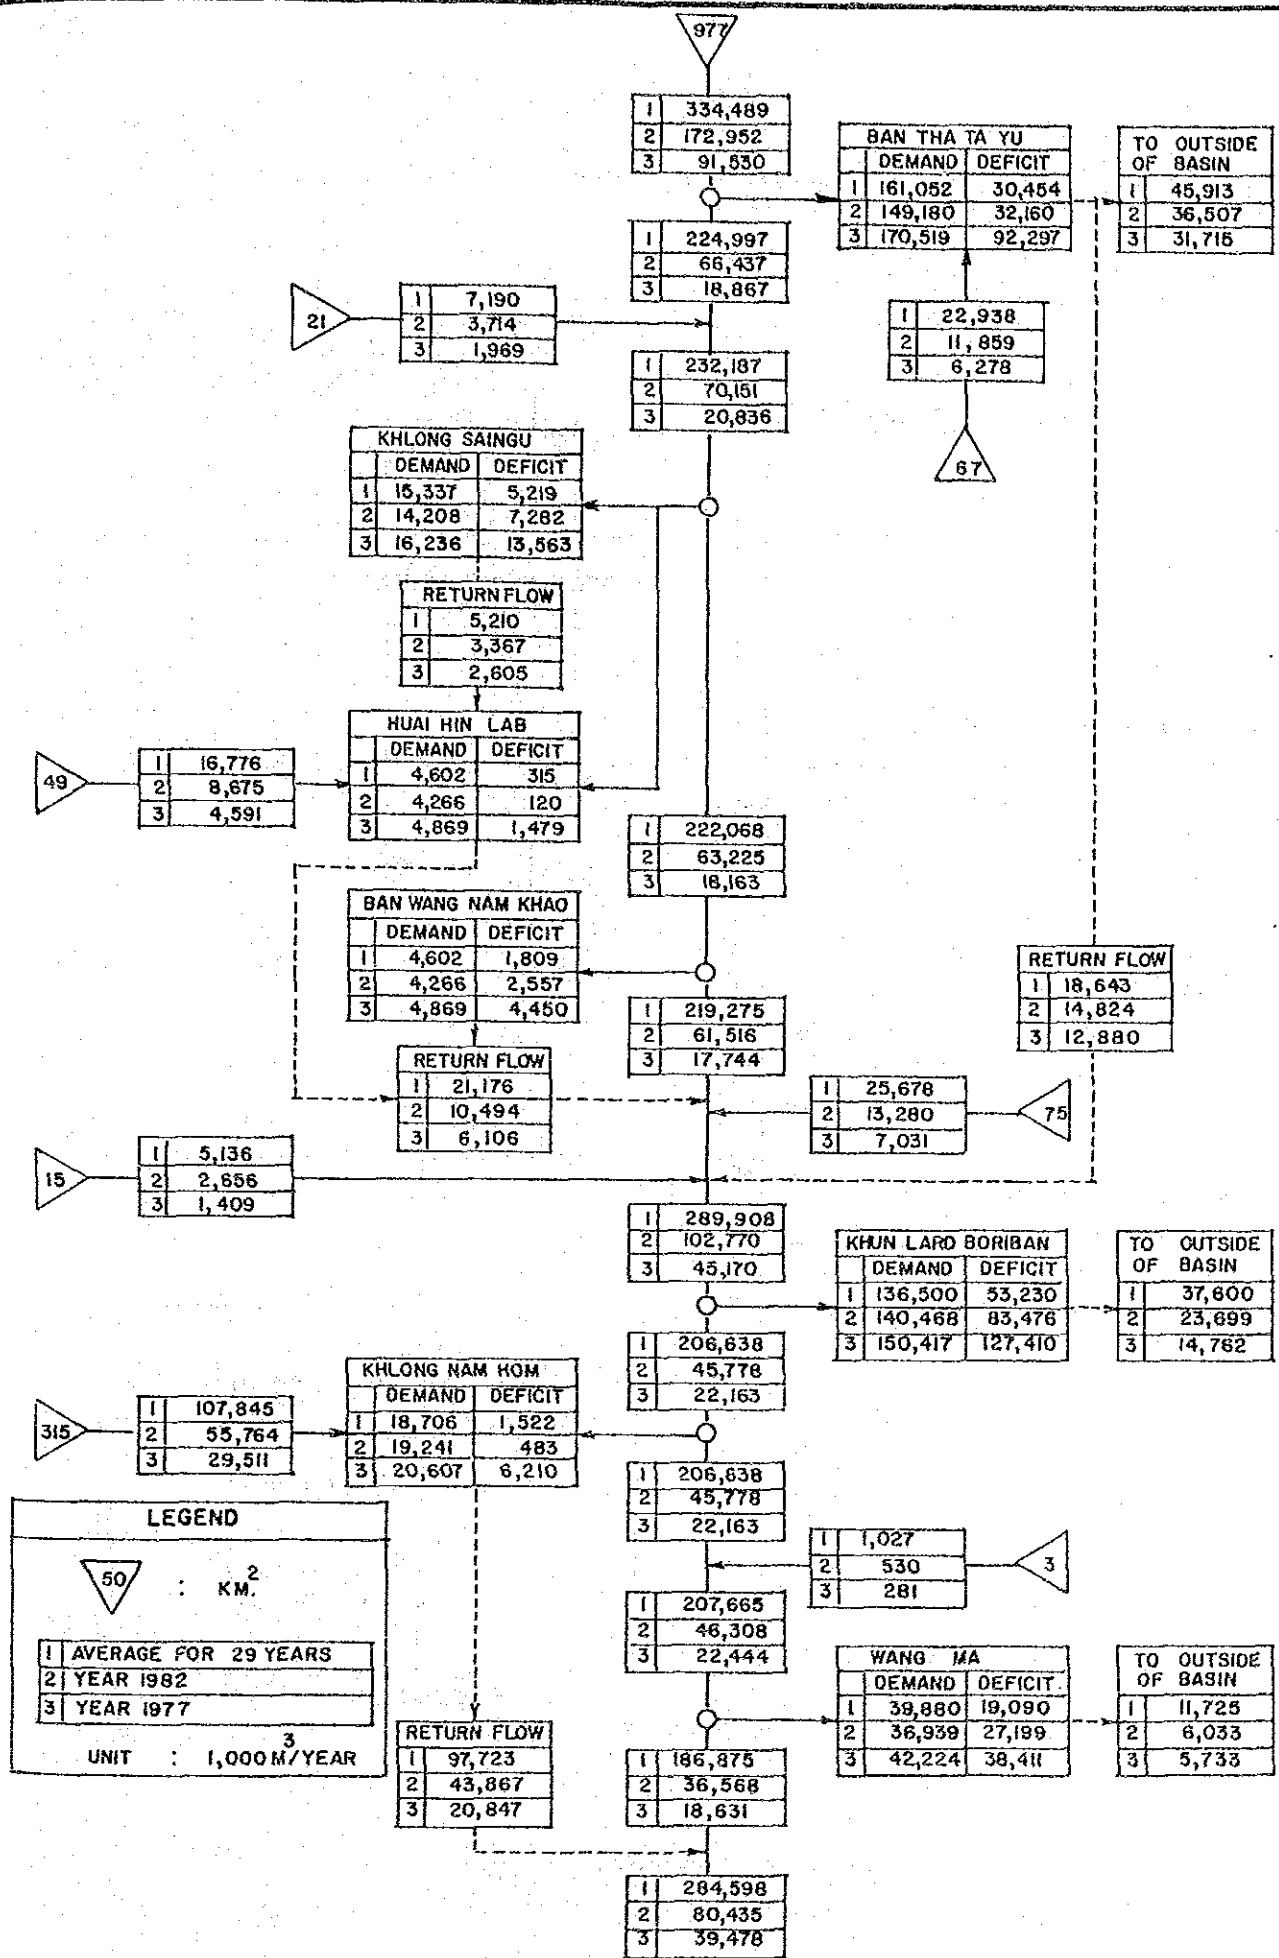 977
1 334,489
2 172,952
3 91,530
BAN THA TA YU
DEMAND DEFICIT
1 161,052 30,454
2 149,180 32,160
3 170,519 92,297
TO OUTSIDE
OF BASIN
1 45,913
2 36,507
3 31,715
1 224,997
2 66,437
3 18,867
21
1 7,190
2 3,714
3 1,969
1 22,938
2 11,859
3 6,278
67
1 232,187
2 70,151
3 20,836
KHLONG SAINGU
DEMAND DEFICIT
1 15,337 5,219
2 14,208 7,282
3 16,236 13,563
RETURN FLOW
1 5,210
2 3,367
3 2,605
HUAI HIN LAB
DEMAND DEFICIT
1 4,602 315
2 4,266 120
3 4,869 1,479
49
1 16,776
2 8,675
3 4,591
1 222,068
2 63,225
3 18,163
BAN WANG NAM KHAO
DEMAND DEFICIT
1 4,602 1,809
2 4,266 2,557
3 4,869 4,450
1 219,275
2 61,516
3 17,744
RETURN FLOW
1 18,643
2 14,824
3 12,880
RETURN FLOW
1 21,176
2 10,494
3 6,106
1 25,678
2 13,280
3 7,031
75
15
1 5,136
2 2,656
3 1,409
1 289,908
2 102,770
3 45,170
KHUN LARD BORIBAN
DEMAND DEFICIT
1 136,500 53,230
2 140,468 83,476
3 150,417 127,410
TO OUTSIDE
OF BASIN
1 37,600
2 23,699
3 14,762
1 206,638
2 45,778
3 22,163
KHLONG NAM HOM
DEMAND DEFICIT
1 18,706 1,522
2 19,241 483
3 20,607 6,210
315
1 107,845
2 55,764
3 29,511
1 206,638
2 45,778
3 22,163
1 1,027
2 530
3 281
3
1 207,665
2 46,308
3 22,444
WANG MA
DEMAND DEFICIT.
1 39,880 19,090
2 36,939 27,199
3 42,224 38,411
TO OUTSIDE
OF BASIN
1 11,725
2 6,033
3 5,733
RETURN FLOW
1 97,723
2 43,867
3 20,847
1 186,875
2 36,568
3 18,631
1 284,598
2 80,435
3 39,478
LEGEND
50 : KM.2
1 AVERAGE FOR 29 YEARS
2 YEAR 1982
3 YEAR 1977
UNIT : 1,000 M3/YEAR